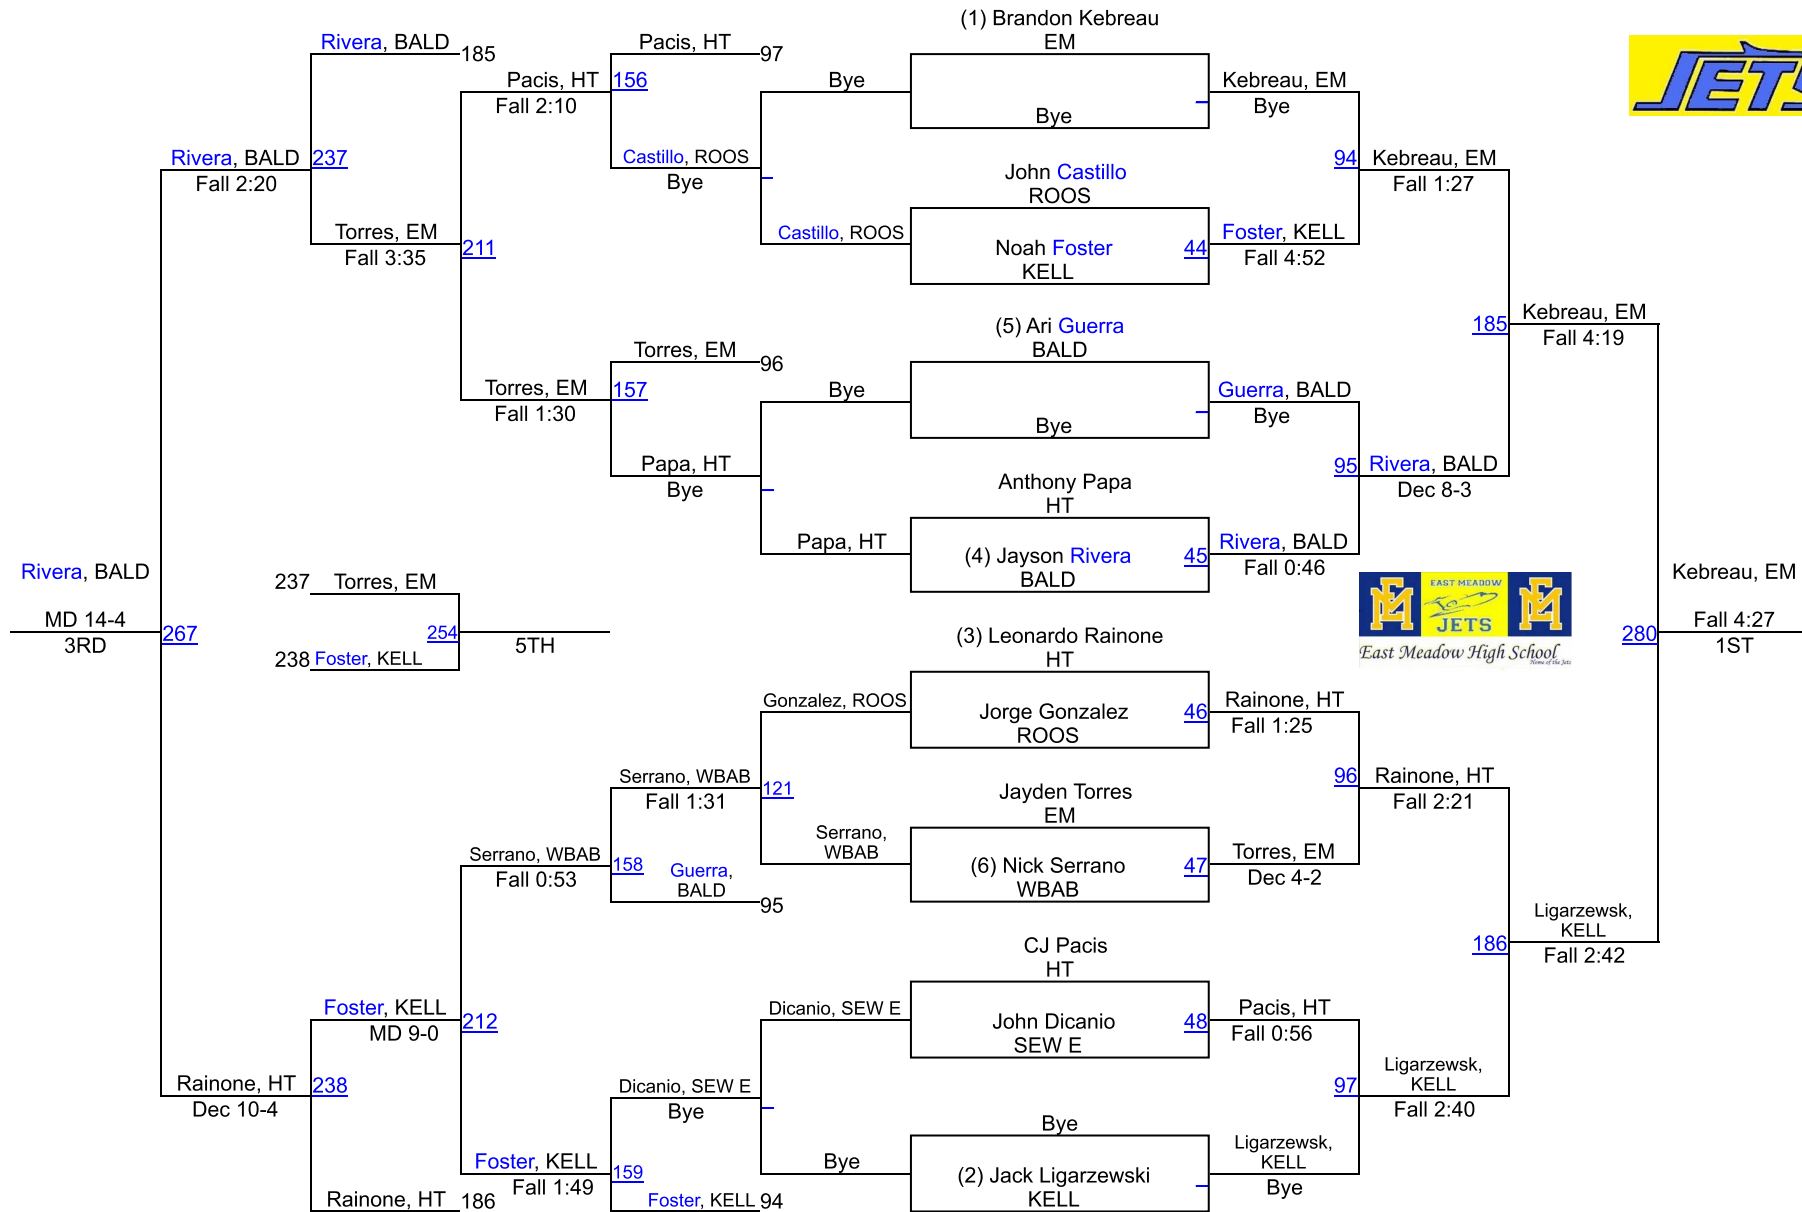 (1) Brandon Kebreau
EM
Rivera, BALD
185
Pacis, HT
97
JETS
Pacis, HT
156
Bye
Kebreau, EM
Fall 2:10
Bye
Bye
Rivera, BALD
237
Castillo, ROOS
94
Kebreau, EM
Fall 2:20
Bye
John Castillo
ROOS
Fall 1:27
Torres, EM
211
Castillo, ROOS
Noah Foster
KELL
44
Foster, KELL
Fall 3:35
Fall 4:52
(5) Ari Guerra
BALD
185
Kebreau, EM
Fall 4:19
Torres, EM
96
Torres, EM
157
Bye
Guerra, BALD
Fall 1:30
Bye
Bye
Papa, HT
Bye
95
Rivera, BALD
Dec 8-3
Anthony Papa
HT
Papa, HT
(4) Jayson Rivera
BALD
45
Rivera, BALD
Fall 0:46
Rivera, BALD
237
Torres, EM
EAST MEADOW
JETS
East Meadow High School
Home of the Jets
Kebreau, EM
MD 14-4
3RD
267
254
5TH
280
Fall 4:27
1ST
238
Foster, KELL
(3) Leonardo Rainone
HT
Gonzalez, ROOS
Jorge Gonzalez
ROOS
46
Rainone, HT
Fall 1:25
Serrano, WBAB
Fall 1:31
121
96
Rainone, HT
Fall 2:21
Jayden Torres
EM
Serrano,
WBAB
Serrano, WBAB
Fall 0:53
158
Guerra,
BALD
95
(6) Nick Serrano
WBAB
47
Torres, EM
Dec 4-2
CJ Pacis
HT
186
Ligarzewsk,
KELL
Fall 2:42
Foster, KELL
MD 9-0
212
Dicanio, SEW E
John Dicanio
SEW E
48
Pacis, HT
Fall 0:56
Rainone, HT
Dec 10-4
238
Dicanio, SEW E
Bye
97
Ligarzewsk,
KELL
Fall 2:40
Bye
Foster, KELL
Fall 1:49
159
Bye
(2) Jack Ligarzewski
KELL
Ligarzewsk,
KELL
Bye
Rainone, HT
186
Foster, KELL
94